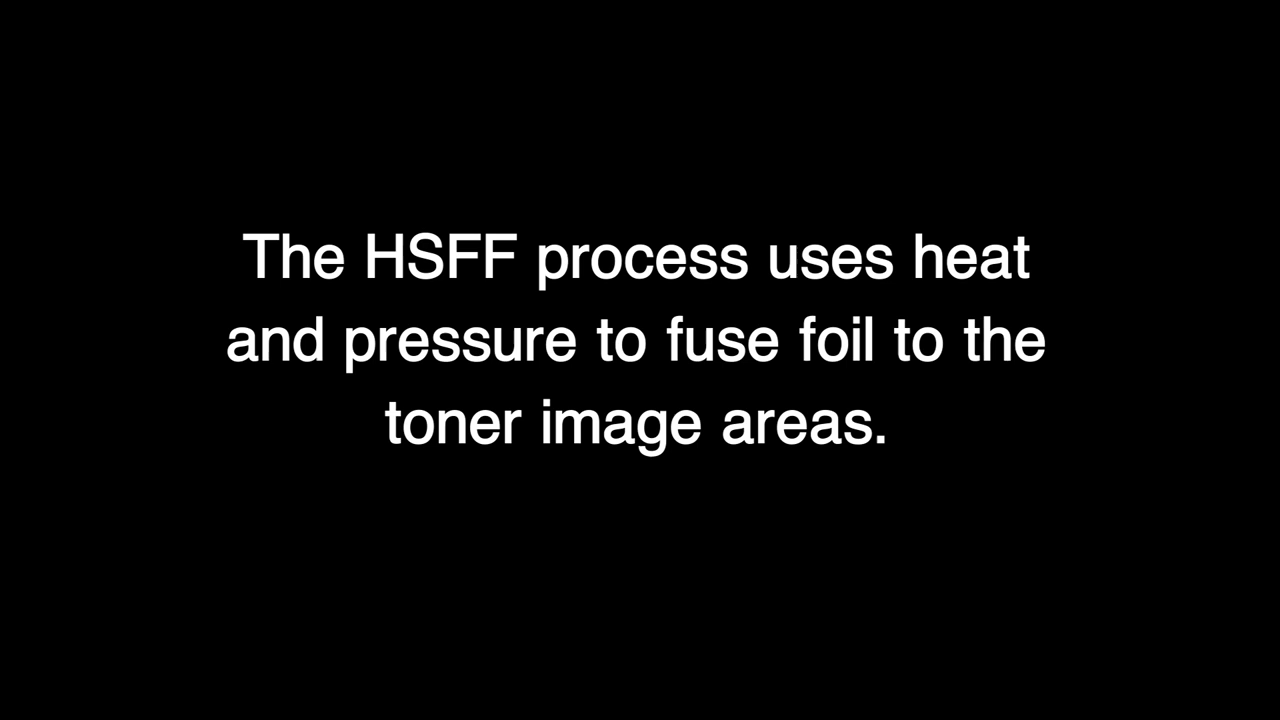 The HSFF process uses heat
and pressure to fuse foil to the
toner image areas.